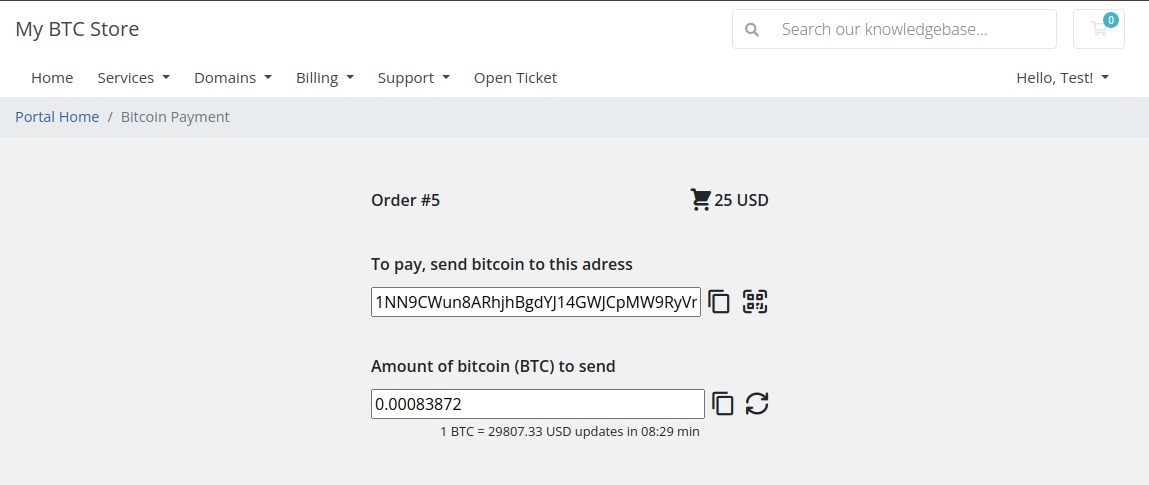 My BTC Store
Search our knowledgebase...
0
Home Services Domains Billing Support Open Ticket Hello, Test!
Portal Home / Bitcoin Payment
Order #5 25 USD
To pay, send bitcoin to this adress
1NN9CWun8ARhjhBgdYJ14GWJCpMW9RyVr
Amount of bitcoin (BTC) to send
0.00083872
1 BTC = 29807.33 USD updates in 08:29 min